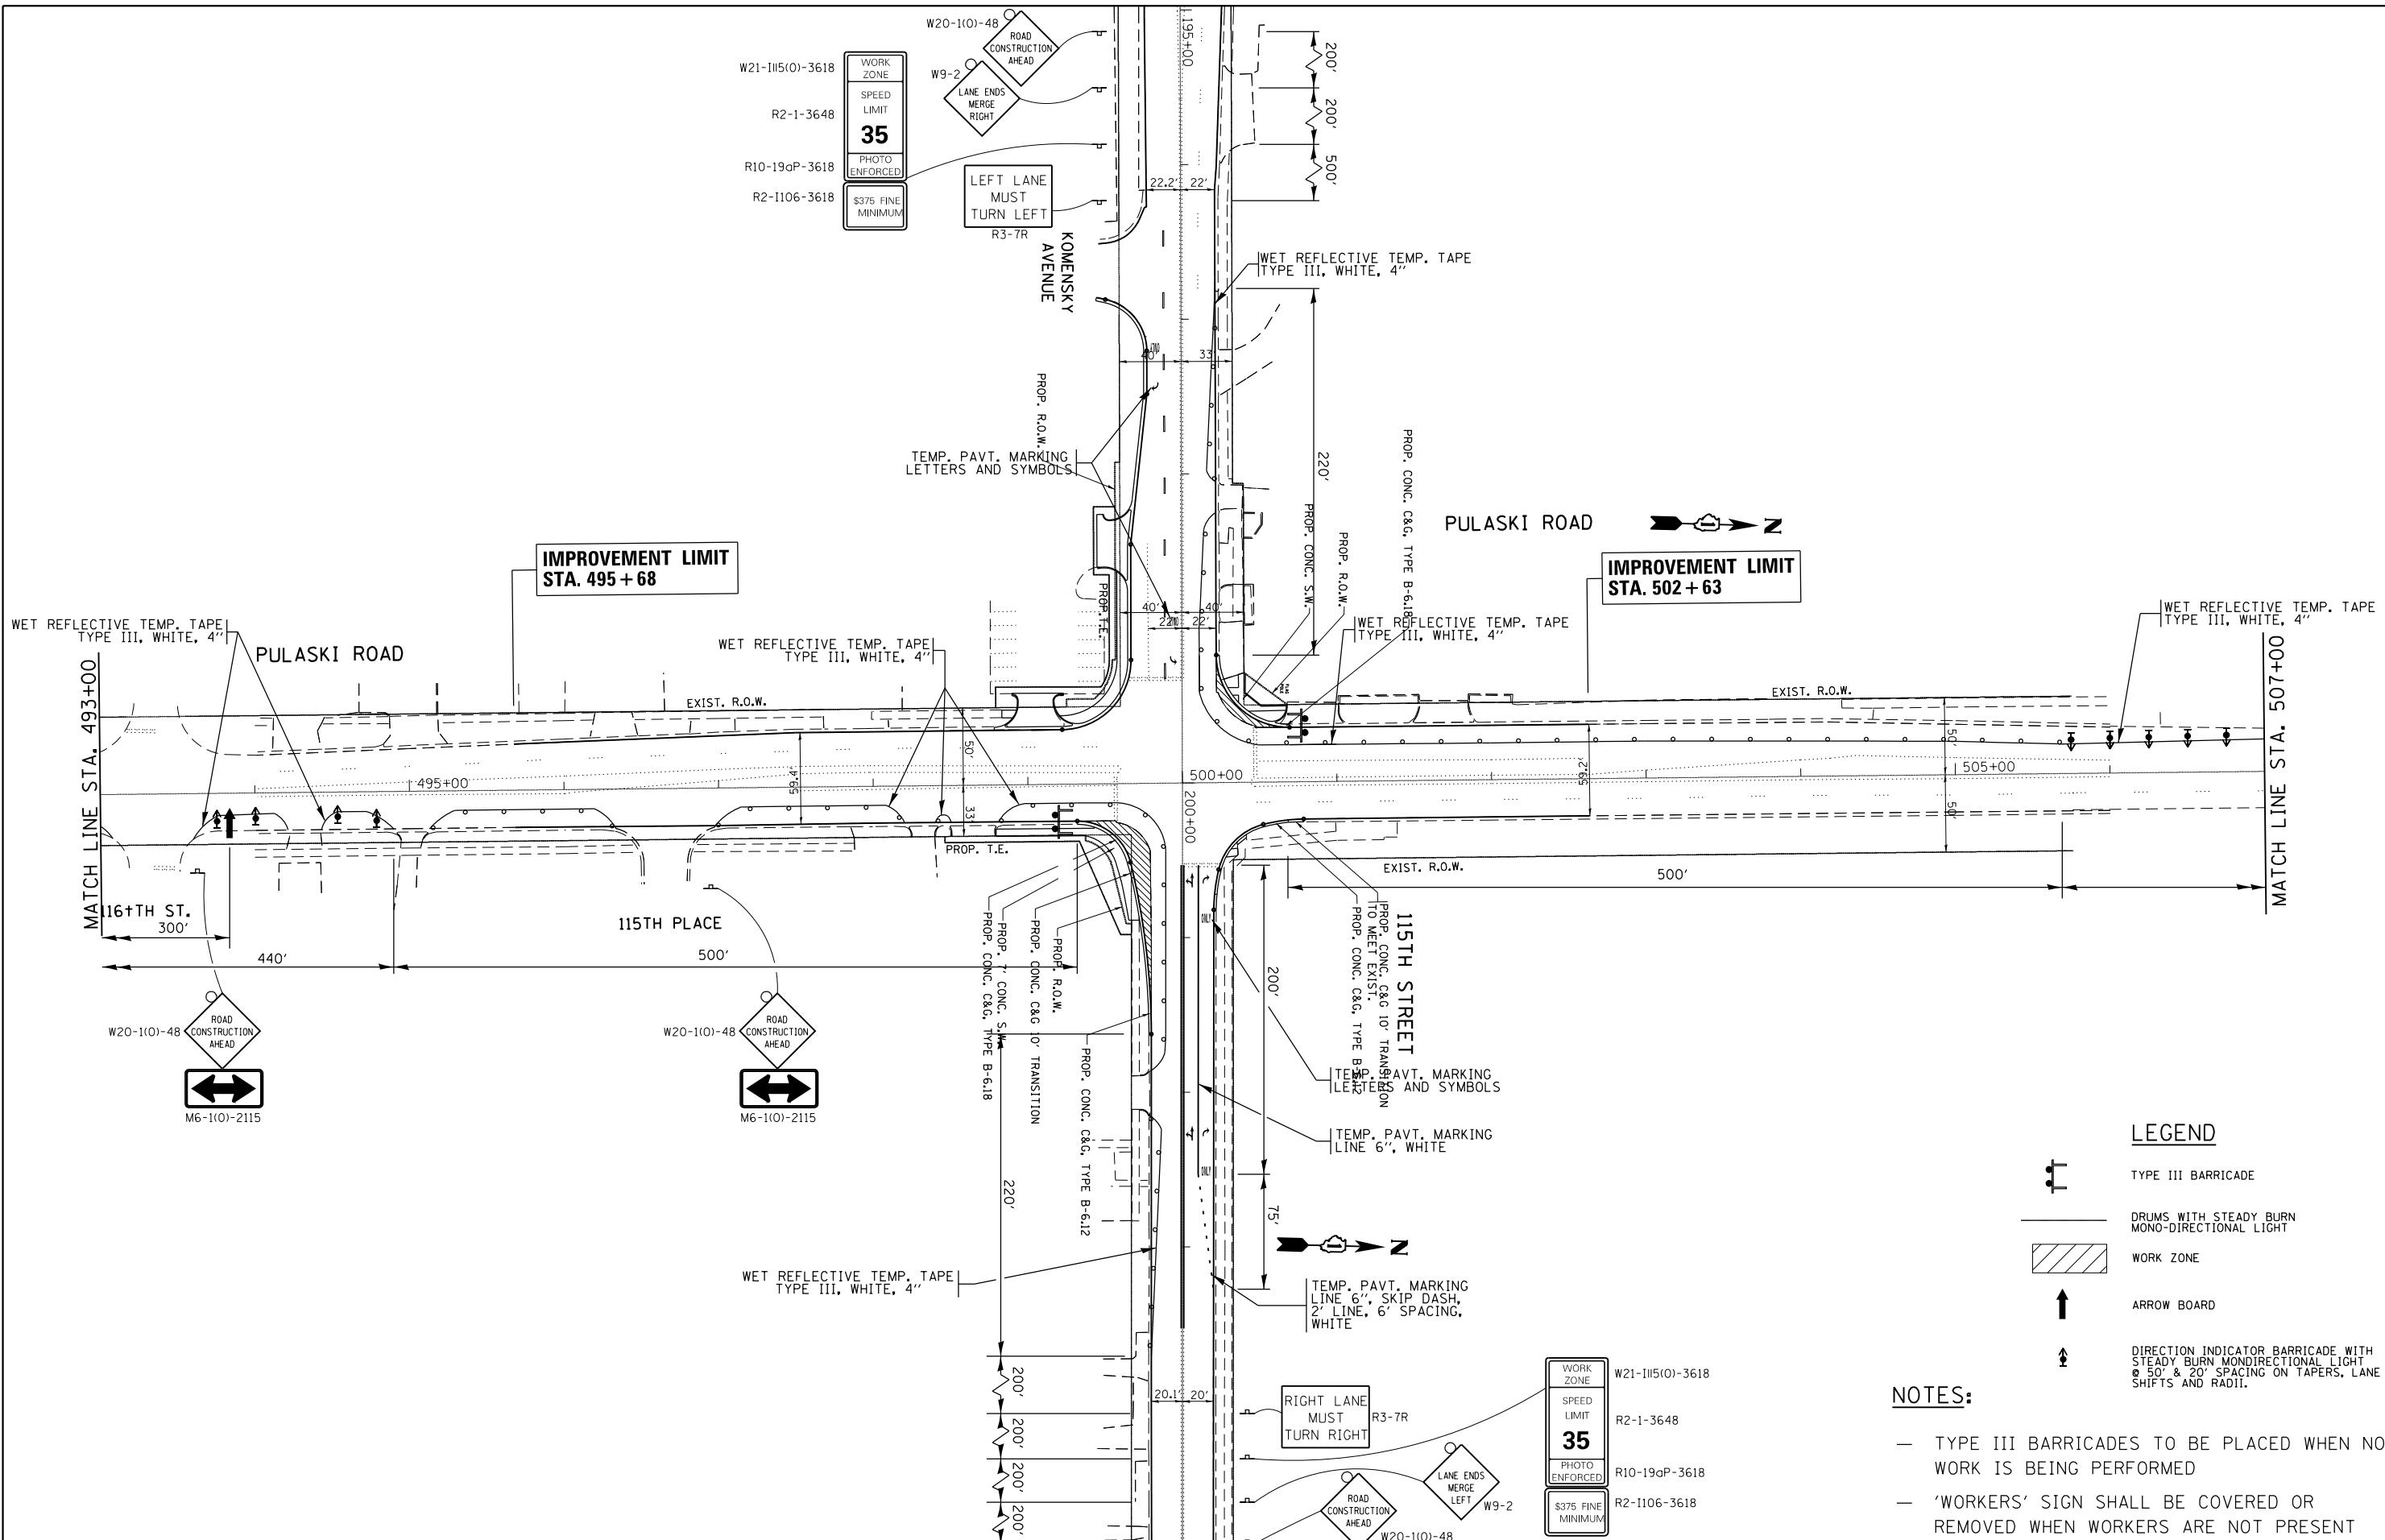 W20-1(O)-48
ROAD
CONSTRUCTION
AHEAD
W9-2
LANE ENDS
MERGE
RIGHT
W21-I115(O)-3618
WORK
ZONE
R2-1-3648
SPEED
LIMIT
35
R10-19aP-3618
PHOTO
ENFORCED
R2-I106-3618
$375 FINE
MINIMUM
LEFT LANE
MUST
TURN LEFT
R3-7R
195+00
200'
200'
500'
22.2'
22'
KOMENSKY
AVENUE
WET REFLECTIVE TEMP. TAPE
TYPE III, WHITE, 4"
40'
33'
220'
PROP. R.O.W.
TEMP. PAVT. MARKING
LETTERS AND SYMBOLS
PROP. CONC. C&G, TYPE B-6.18
PROP. CONC. S.W.
PROP. R.O.W.
PULASKI ROAD
N
IMPROVEMENT LIMIT
STA. 495+68
IMPROVEMENT LIMIT
STA. 502+63
PROP. T.E.
40'
40'
22'
22'
WET REFLECTIVE TEMP. TAPE
TYPE III, WHITE, 4"
PULASKI ROAD
WET REFLECTIVE TEMP. TAPE
TYPE III, WHITE, 4"
WET REFLECTIVE TEMP. TAPE
TYPE III, WHITE, 4"
WET REFLECTIVE TEMP. TAPE
TYPE III, WHITE, 4"
MATCH LINE STA. 493+00
MATCH LINE STA. 507+00
EXIST. R.O.W.
EXIST. R.O.W.
495+00
59.4'
50'
33'
500+00
200+00
59.2'
50'
50'
505+00
PROP. T.E.
EXIST. R.O.W.
500'
116TH ST.
300'
440'
115TH PLACE
500'
PROP. CONC. C&G, TYPE B-6.18
PROP. 7' CONC. S.W.
PROP. CONC. C&G 10' TRANSITION
PROP. R.O.W.
PROP. CONC. C&G, TYPE B-6.12
ONLY
200'
PROP. CONC. C&G, TYPE B-6.12
PROP. CONC. C&G 10' TRANSITION
TO MEET EXIST.
115TH STREET
W20-1(O)-48
ROAD
CONSTRUCTION
AHEAD
M6-1(O)-2115
W20-1(O)-48
ROAD
CONSTRUCTION
AHEAD
M6-1(O)-2115
TEMP. PAVT. MARKING
LETTERS AND SYMBOLS
TEMP. PAVT. MARKING
LINE 6", WHITE
ONLY
220'
75'
N
WET REFLECTIVE TEMP. TAPE
TYPE III, WHITE, 4"
TEMP. PAVT. MARKING
LINE 6", SKIP DASH,
2' LINE, 6' SPACING,
WHITE
200'
200'
200'
200'
20.1'
20'
RIGHT LANE
MUST
TURN RIGHT
R3-7R
LANE ENDS
MERGE
LEFT
W9-2
ROAD
CONSTRUCTION
AHEAD
W20-1(O)-48
WORK
ZONE
W21-I115(O)-3618
SPEED
LIMIT
35
R2-1-3648
PHOTO
ENFORCED
R10-19aP-3618
$375 FINE
MINIMUM
R2-I106-3618
LEGEND
TYPE III BARRICADE
DRUMS WITH STEADY BURN
MONO-DIRECTIONAL LIGHT
WORK ZONE
ARROW BOARD
DIRECTION INDICATOR BARRICADE WITH
STEADY BURN MONDIRECTIONAL LIGHT
@ 50' & 20' SPACING ON TAPERS, LANE
SHIFTS AND RADII.
NOTES:
— TYPE III BARRICADES TO BE PLACED WHEN NO
WORK IS BEING PERFORMED
— 'WORKERS' SIGN SHALL BE COVERED OR
REMOVED WHEN WORKERS ARE NOT PRESENT